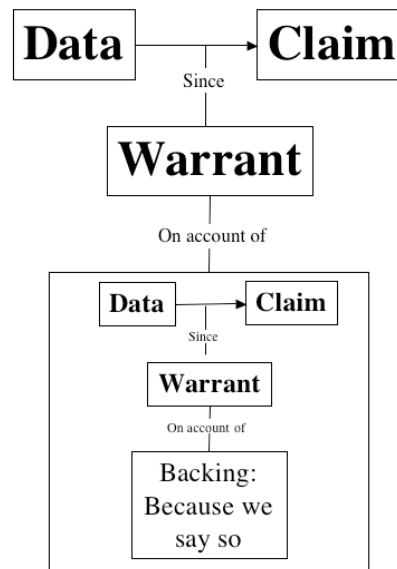 Data
Claim
Since
Warrant
On account of
Data
Claim
Since
Warrant
On account of
Backing:
Because we
say so